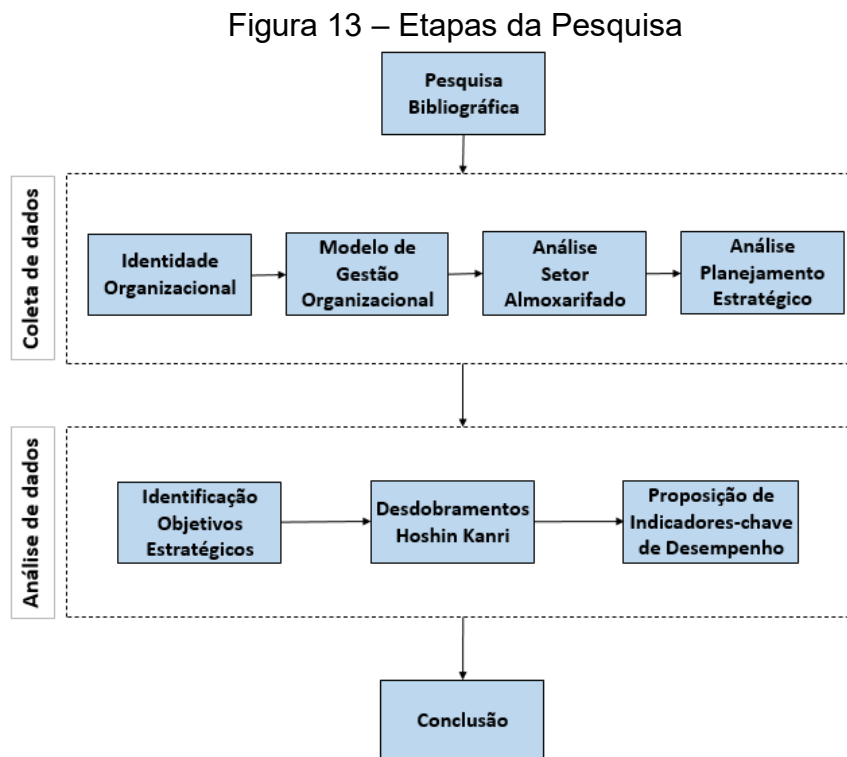 Figura 13 – Etapas da Pesquisa
Pesquisa
Bibliográfica
Coleta de dados
Identidade
Organizacional
Modelo de
Gestão
Organizacional
Análise
Setor
Almoxarifado
Análise
Planejamento
Estratégico
Análise de dados
Identificação
Objetivos
Estratégicos
Desdobramentos
Hoshin Kanri
Proposição de
Indicadores-chave
de Desempenho
Conclusão